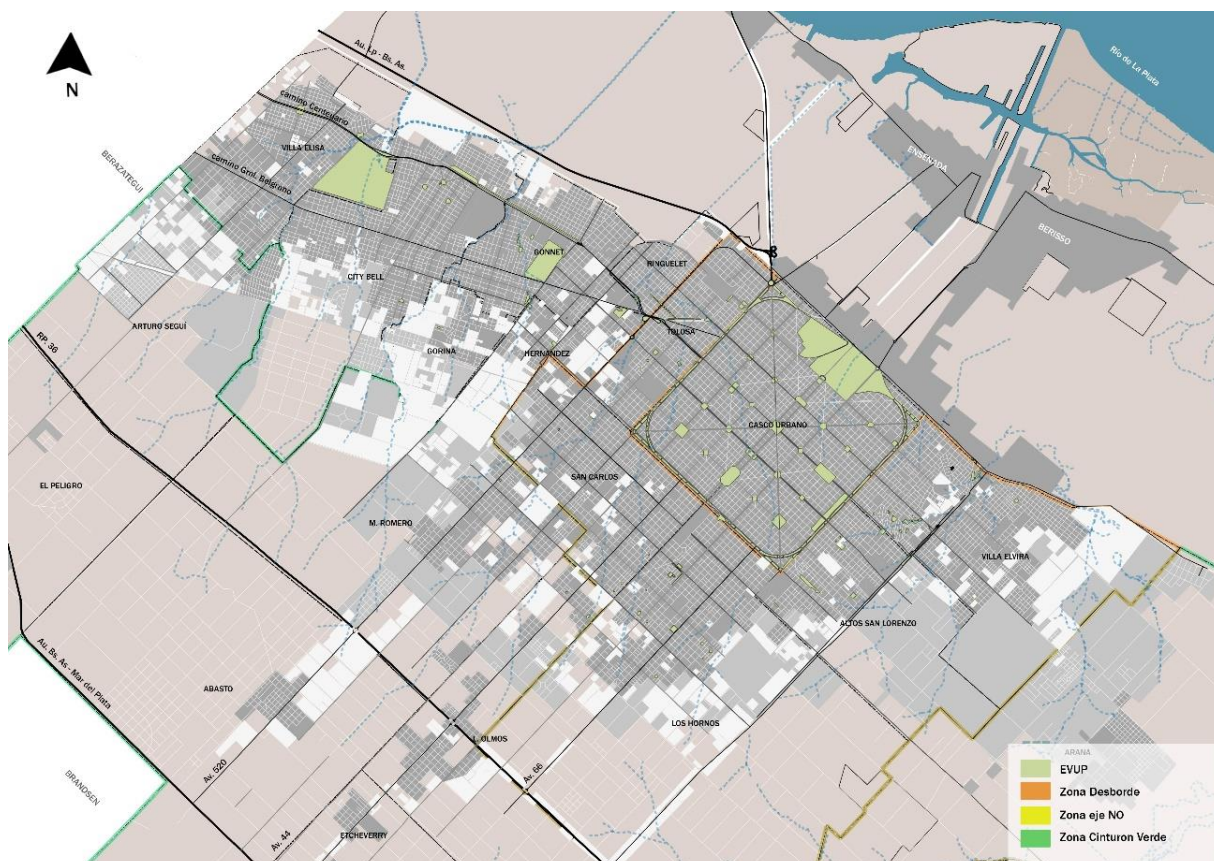 Au. Lp - Bs. As.
Río de La Plata
N
camino Centenario
VILLA ELISA
BERAZATEGUI
camino Gral. Belgrano
ENSENADA
BERISSO
GONNET
RINGUELET
CITY BELL
ARTURO SEGUÍ
TOLOSA
RP. 36
GORINA
HERNANDEZ
CASCO URBANO
SAN CARLOS
EL PELIGRO
M. ROMERO
VILLA ELVIRA
ALTOS SAN LORENZO
Au. Bs. As - Mar del Plata
ABASTO
LOS HORNOS
L. OLMOS
ARANA
BRANDSEN
Av. 520
Av. 66
Av. 44
ETCHEVERRY
EVUP
Zona Desborde
Zona eje NO
Zona Cinturon Verde